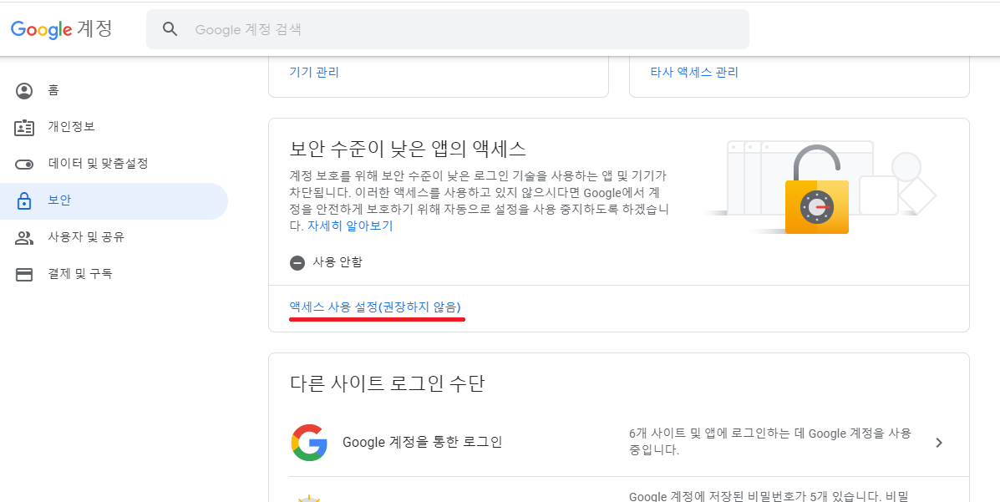 Google 계정
Google 계정 검색
홈
개인정보
데이터 및 맞춤설정
보안
사용자 및 공유
결제 및 구독
기기 관리
타사 액세스 관리
보안 수준이 낮은 앱의 액세스
계정 보호를 위해 보안 수준이 낮은 로그인 기술을 사용하는 앱 및 기기가
차단됩니다. 이러한 액세스를 사용하고 있지 않으시다면 Google에서 계
정을 안전하게 보호하기 위해 자동으로 설정을 사용 중지하도록 하겠습니
다. 자세히 알아보기
사용 안함
액세스 사용 설정(권장하지 않음)
다른 사이트 로그인 수단
Google 계정을 통한 로그인
6개 사이트 및 앱에 로그인하는 데 Google 계정을 사용
중입니다.
Google 계정에 저장된 비밀번호가 5개 있습니다. 비밀